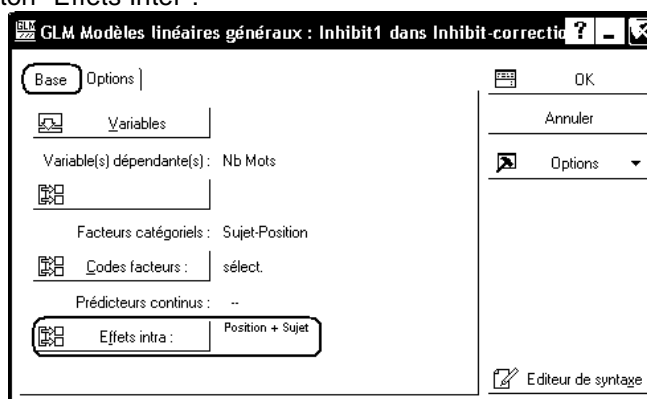 ton "Effets inter".
GLM Modèles linéaires généraux : Inhibit1 dans Inhibit-correctio
Base Options
OK
Variables
Annuler
Variable(s) dépendante(s) : Nb Mots
Options
Facteurs catégoriels : Sujet-Position
Codes facteurs : sélect.
Prédicteurs continus : --
Effets intra : Position + Sujet
Editeur de syntaxe